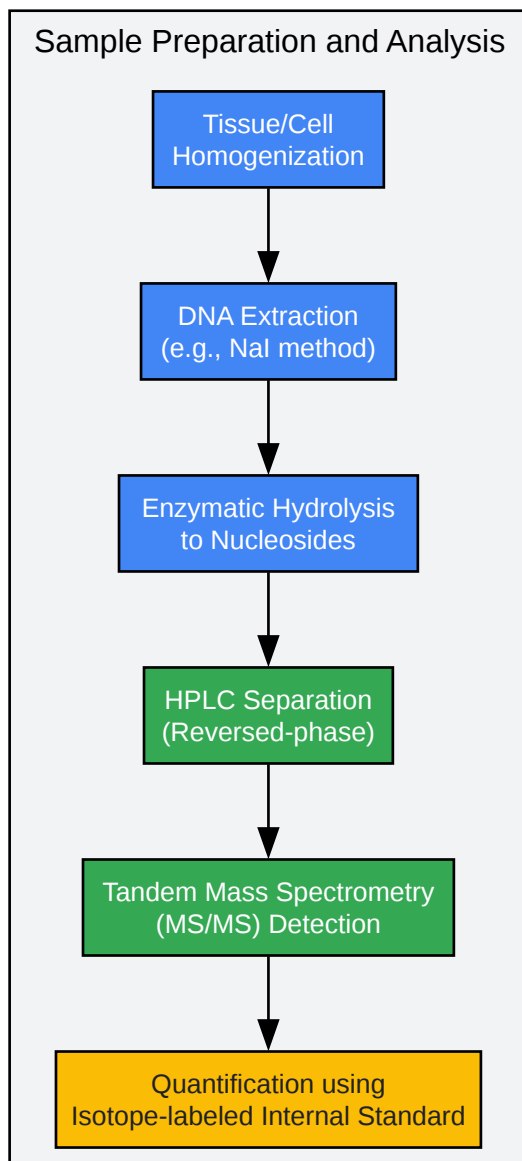 Sample Preparation and Analysis
Tissue/Cell
Homogenization
DNA Extraction
(e.g., NaI method)
Enzymatic Hydrolysis
to Nucleosides
HPLC Separation
(Reversed-phase)
Tandem Mass Spectrometry
(MS/MS) Detection
Quantification using
Isotope-labeled Internal Standard